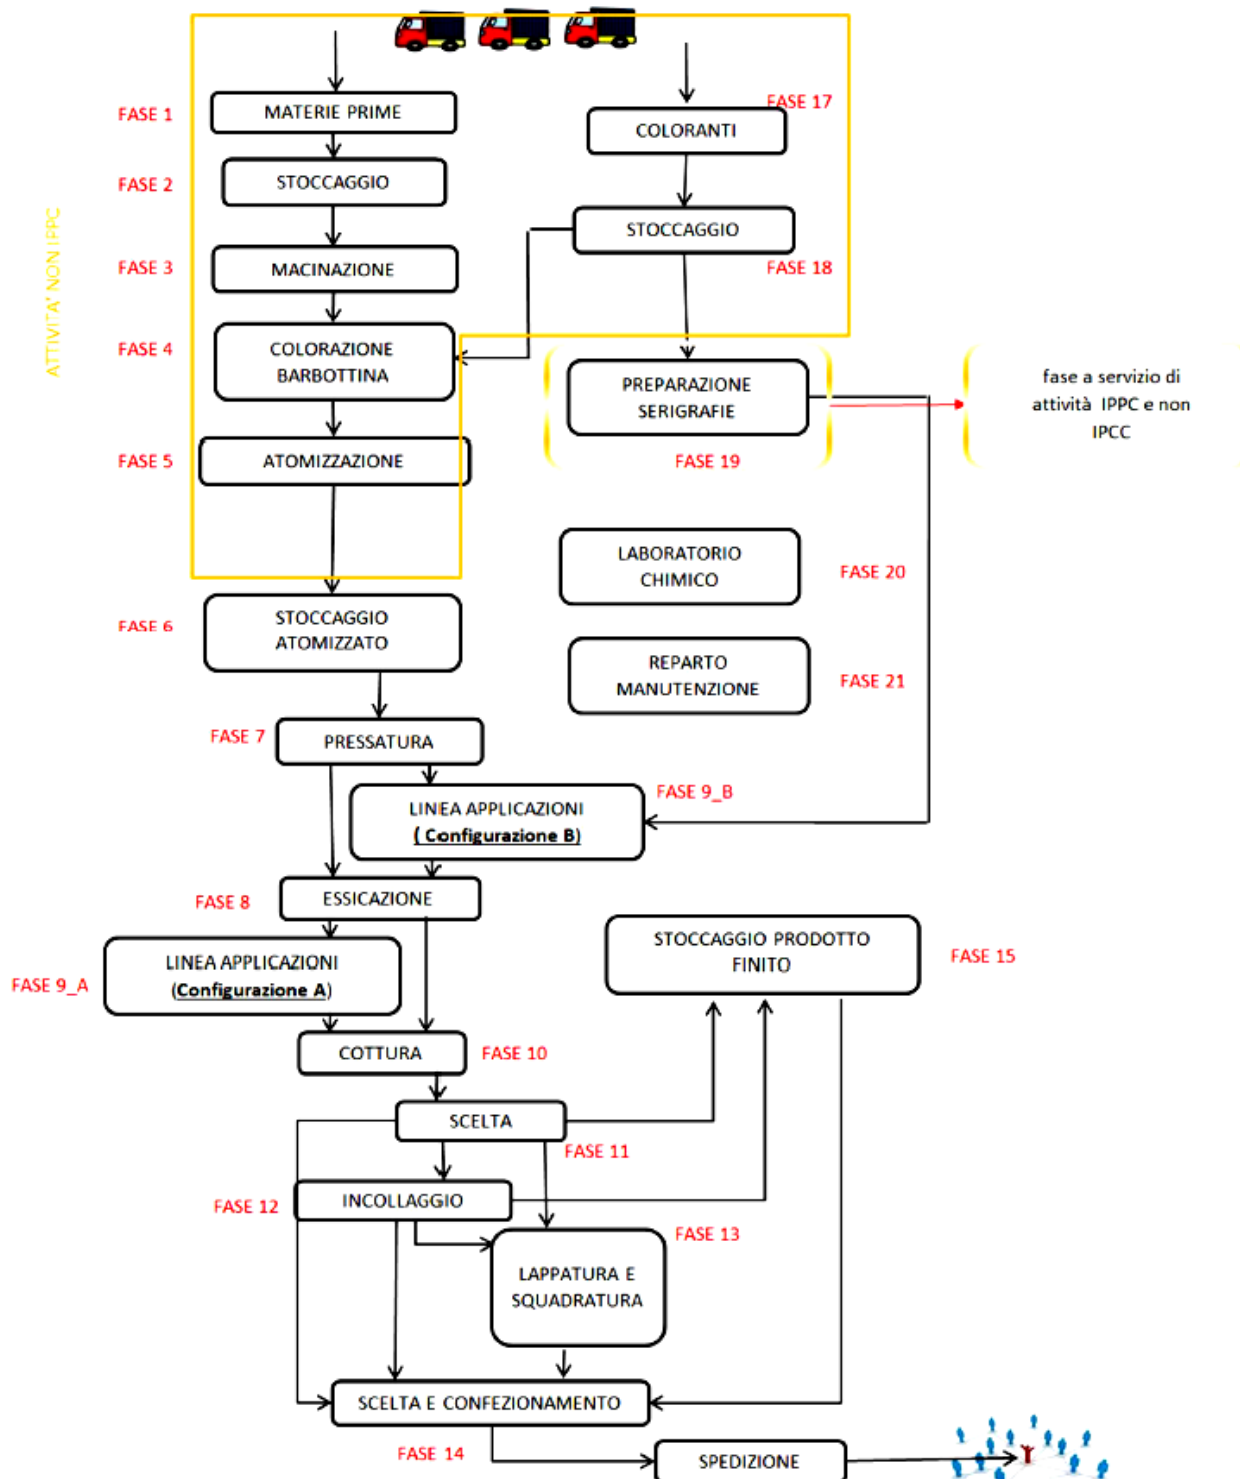 FASE 1
MATERIE PRIME
FASE 17
COLORANTI
FASE 2
STOCCAGGIO
STOCCAGGIO
FASE 18
ATTIVITA' NON IPPC
FASE 3
MACINAZIONE
FASE 4
COLORAZIONE
BARBOTTINA
PREPARAZIONE
SERIGRAFIE
FASE 19
fase a servizio di
attività IPPC e non
IPCC
FASE 5
ATOMIZZAZIONE
LABORATORIO
CHIMICO
FASE 20
FASE 6
STOCCAGGIO
ATOMIZZATO
REPARTO
MANUTENZIONE
FASE 21
FASE 7
PRESSATURA
FASE 9_B
LINEA APPLICAZIONI
( Configurazione B)
FASE 8
ESSICAZIONE
FASE 9_A
LINEA APPLICAZIONI
(Configurazione A)
STOCCAGGIO PRODOTTO
FINITO
FASE 15
COTTURA
FASE 10
SCELTA
FASE 11
FASE 12
INCOLLAGGIO
FASE 13
LAPPATURA E
SQUADRATURA
SCELTA E CONFEZIONAMENTO
FASE 14
SPEDIZIONE